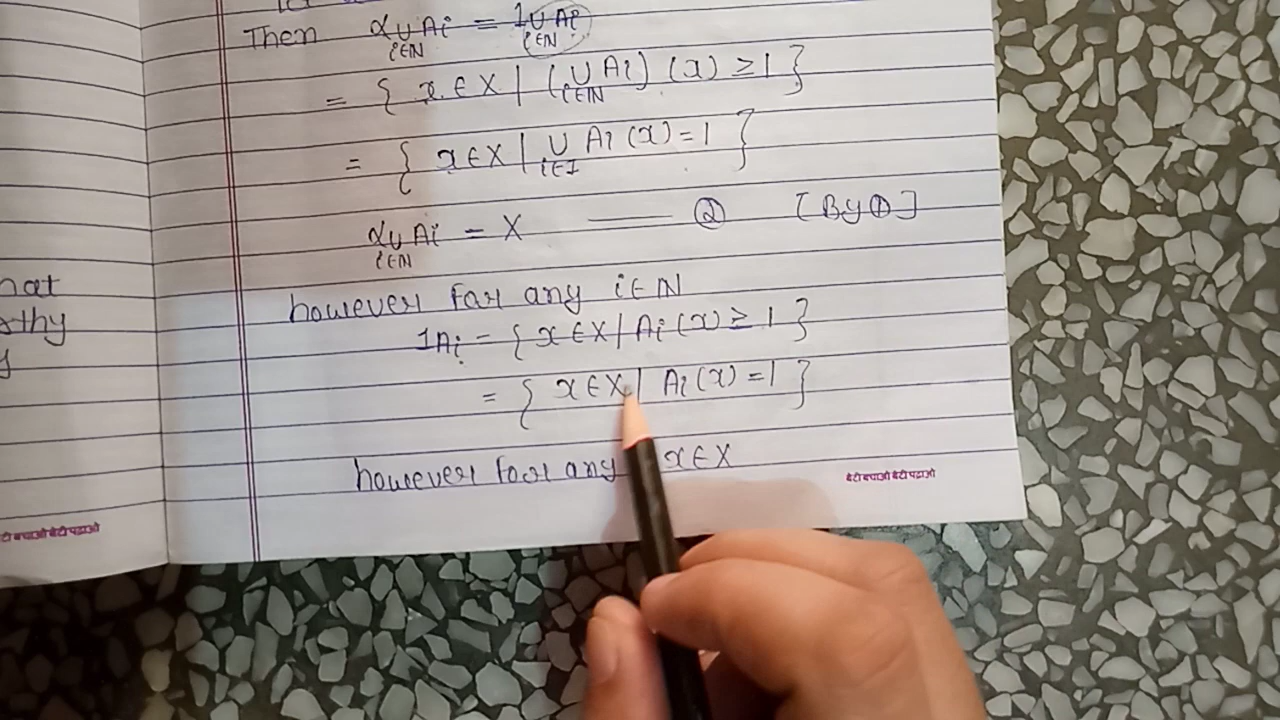 Then α∪Ai = 1∪Ai
i∈N i∈N
= { x∈X | (∪Ai) (x) ≥ 1 }
i∈N
= { x∈X | ∪ Ai (x) = 1 }
i∈I
α∪Ai = X —— ② [By ①]
i∈N
however for any i∈N
1Ai = { x∈X | Ai (x) ≥ 1 }
= { x∈X | Ai (x) = 1 }
however for any x∈X
बेटी बचाओ बेटी पढ़ाओ
hat
thy
टी बचाओ बेटी पढ़ाओ